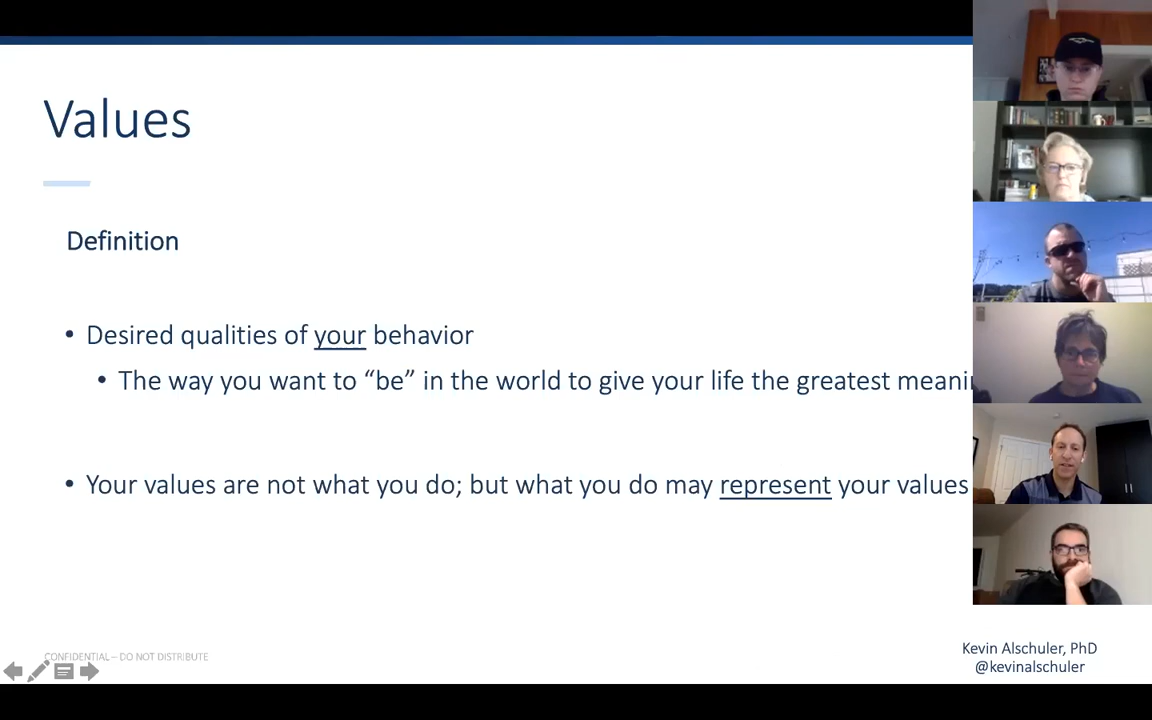 Values
Definition
• Desired qualities of your behavior
• The way you want to “be” in the world to give your life the greatest
• Your values are not what you do; but what you do may represent your values
CONFIDENTIAL – DO NOT DISTRIBUTE
Kevin Alschuler, PhD
@kevinalschuler